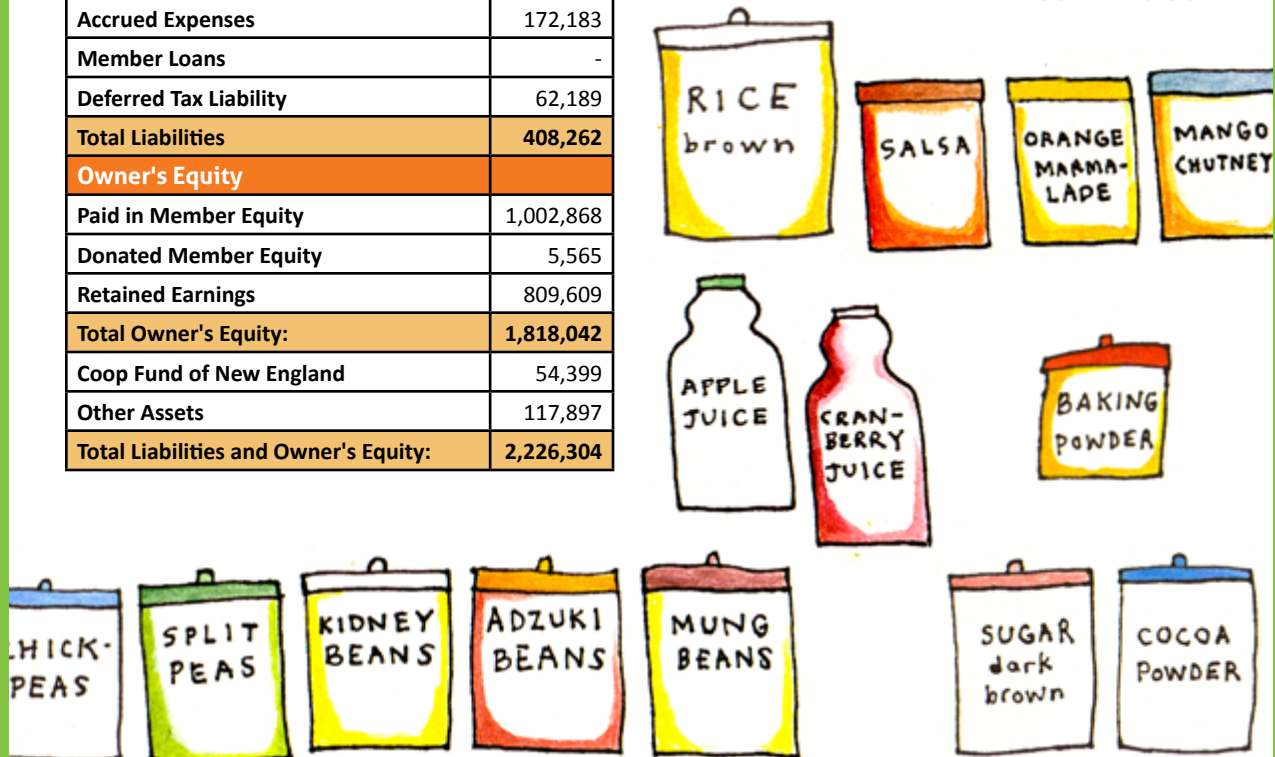 Accrued Expenses 172,183
Member Loans -
Deferred Tax Liability 62,189
Total Liabilities 408,262
Owner's Equity
Paid in Member Equity 1,002,868
Donated Member Equity 5,565
Retained Earnings 809,609
Total Owner's Equity: 1,818,042
Coop Fund of New England 54,399
Other Assets 117,897
Total Liabilities and Owner's Equity: 2,226,304
RICE
brown
SALSA
ORANGE
MARMA-
LADE
MANGO
CHUTNEY
APPLE
JUICE
CRAN-
BERRY
JUICE
BAKING
POWDER
CHICK-
PEAS
SPLIT
PEAS
KIDNEY
BEANS
ADZUKI
BEANS
MUNG
BEANS
SUGAR
dark
brown
COCOA
POWDER